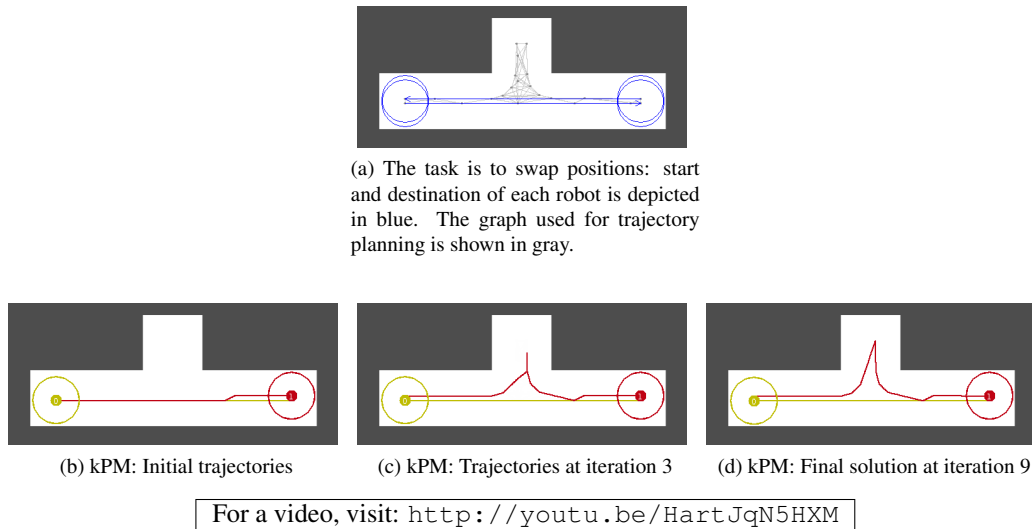 (a) The task is to swap positions: start
and destination of each robot is depicted
in blue. The graph used for trajectory
planning is shown in gray.
0
1
0
1
0
1
(b) kPM: Initial trajectories
(c) kPM: Trajectories at iteration 3
(d) kPM: Final solution at iteration 9
For a video, visit: http://youtu.be/HartJqN5HXM